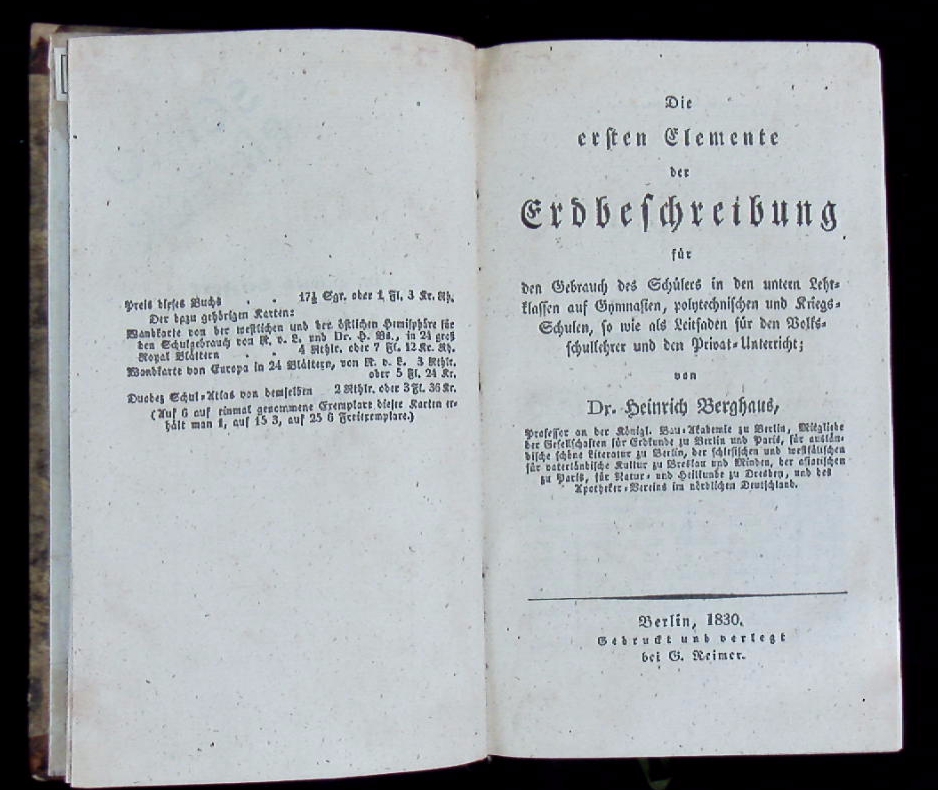 Preis dieses Buchs . . 17½ Sgr. oder 1 Fl. 3 Kr. Rh.
Der dazu gehörigen Karten:
Wandkarte von der westlichen und der östlichen Hemisphäre für
den Schulgebrauch von R. v. L. und Dr. H. Bs., in 24 groß
Royal Blättern . 4 Rthlr. oder 7 Fl. 12 Kr. Rh.
Wandkarte von Europa in 24 Blättern, von R. v. L. 3 Rthlr.
oder 5 Fl. 24 Kr.
Duodez Schul-Atlas von demselben 2 Rthlr. oder 3 Fl. 36 Kr.
(Auf 6 auf einmal genommene Exemplare dieser Karten er-
hält man 1, auf 15 3, auf 25 6 Freiexemplare.)
Die
ersten Elemente
der
Erdbeschreibung
für
den Gebrauch des Schülers in den untern Lehr-
klassen auf Gymnasien, polytechnischen und Kriegs-
Schulen, so wie als Leitfaden für den Volks-
schullehrer und den Privat-Unterricht;
von
Dr. Heinrich Berghaus,
Professor an der Königl. Bau-Akademie zu Berlin, Mitgliede
der Gesellschaften für Erdkunde zu Berlin und Paris, für auslän-
dische schöne Literatur zu Berlin, der schlesischen und westfälischen
für vaterländische Kultur zu Breslau und Minden, der asiatischen
zu Paris, für Natur- und Heilkunde zu Dresden, und des
Apotheker-Vereins im nördlichen Deutschland.
Berlin, 1830.
Gedruckt und verlegt
bei G. Reimer.